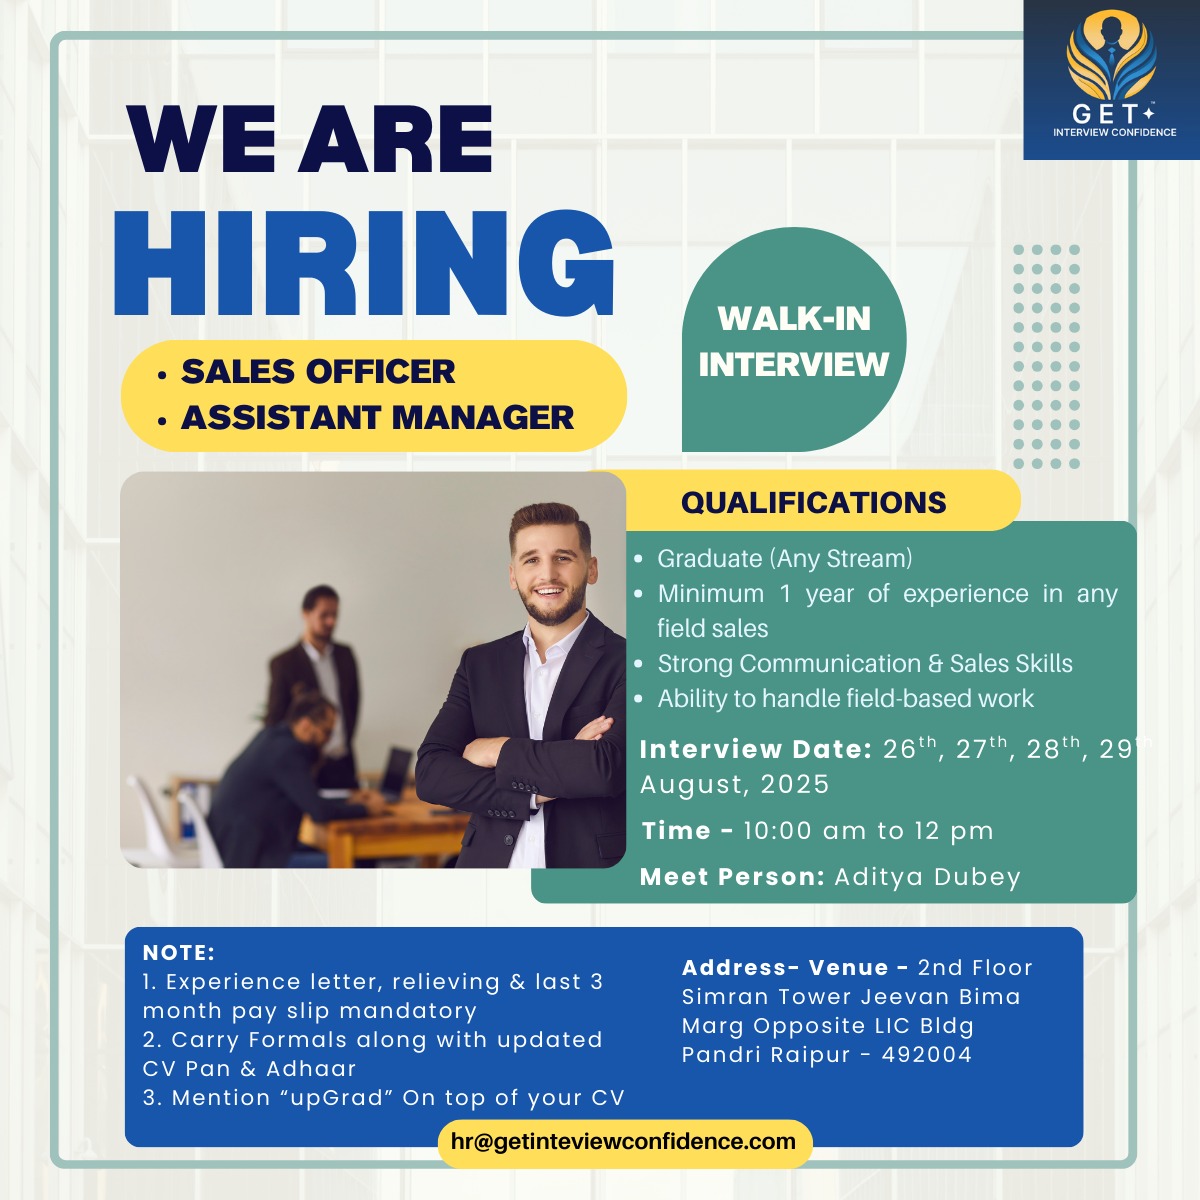 GET
™
INTERVIEW CONFIDENCE
WE ARE
HIRING
WALK-IN
INTERVIEW
• SALES OFFICER
• ASSISTANT MANAGER
QUALIFICATIONS
• Graduate (Any Stream)
• Minimum 1 year of experience in any
field sales
• Strong Communication & Sales Skills
• Ability to handle field-based work
Interview Date: 26th, 27th, 28th, 29th
August, 2025
Time - 10:00 am to 12 pm
Meet Person: Aditya Dubey
NOTE:
1. Experience letter, relieving & last 3
month pay slip mandatory
2. Carry Formals along with updated
CV Pan & Adhaar
3. Mention “upGrad” On top of your CV
Address- Venue - 2nd Floor
Simran Tower Jeevan Bima
Marg Opposite LIC Bldg
Pandri Raipur - 492004
hr@getinteviewconfidence.com